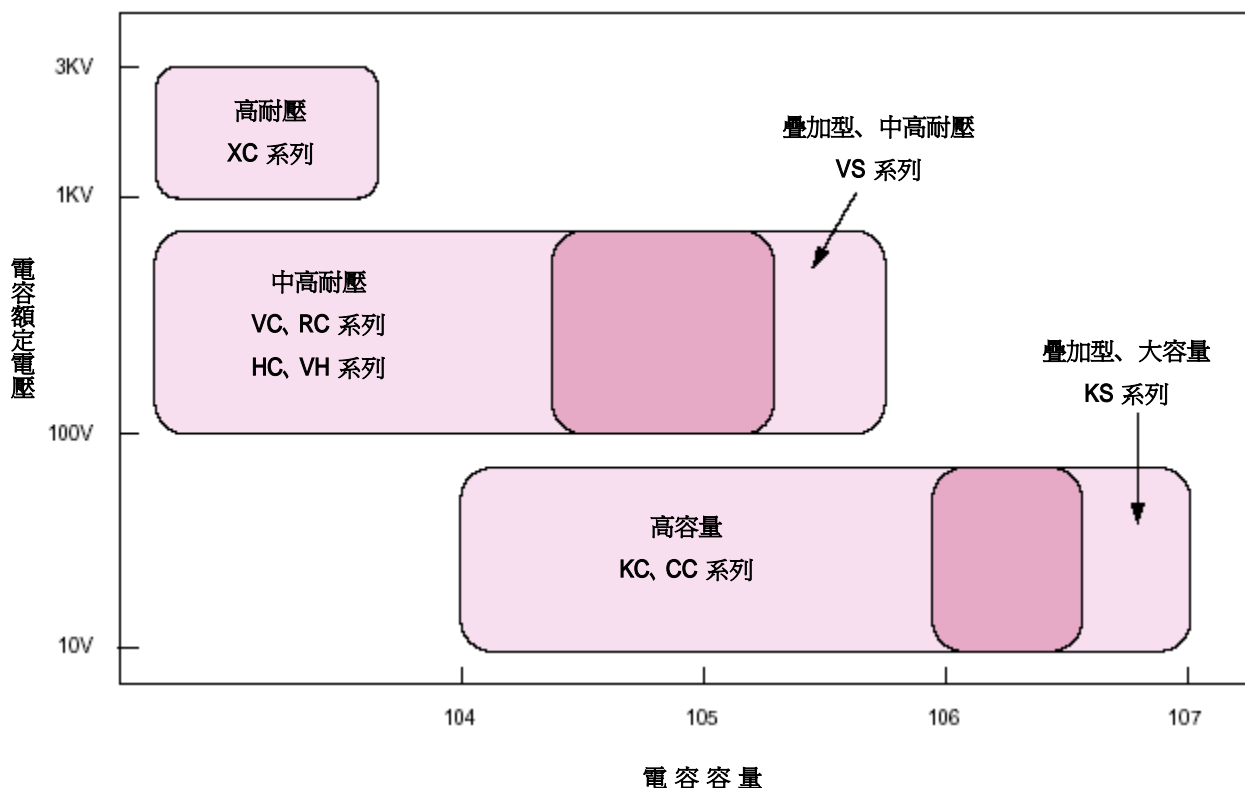 3KV
高耐壓
XC 系列
1KV
疊加型、中高耐壓
VS 系列
中高耐壓
VC、RC 系列
HC、VH 系列
電容額定電壓
疊加型、大容量
KS 系列
100V
高容量
KC、CC 系列
10V
104
105
106
107
電容容量